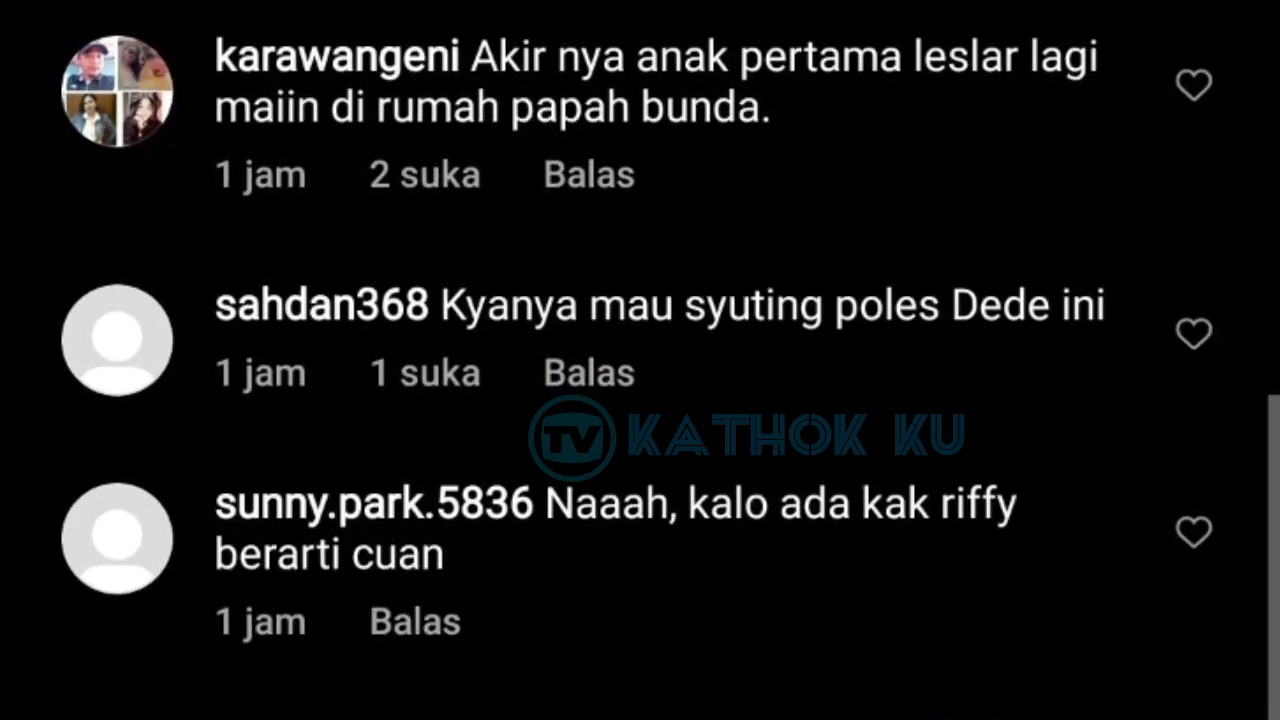 karawangeni Akir nya anak pertama leslar lagi
maiin di rumah papah bunda.
1 jam 2 suka Balas
sahdan368 Kyanya mau syuting poles Dede ini
1 jam 1 suka Balas
TV KATHOK KU
sunny.park.5836 Naaah, kalo ada kak riffy
berarti cuan
1 jam Balas